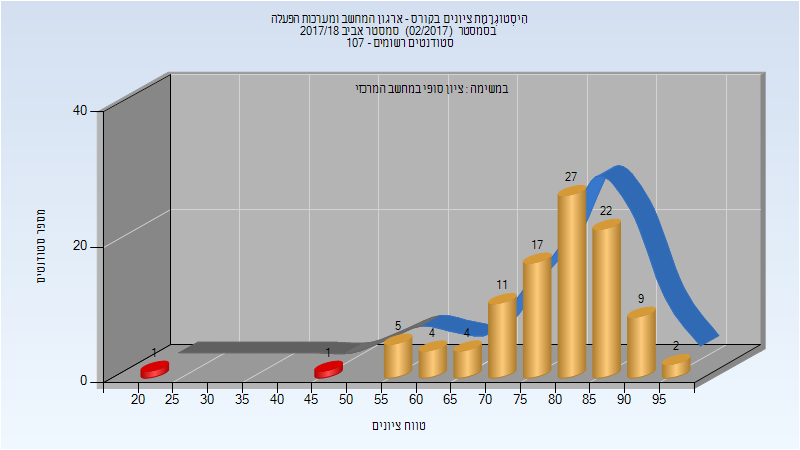 היסטוגרמת ציונים בקורס - ארגון המחשב ומערכות הפעלה
בסמסטר (02/2017) סמסטר אביב 2017/18
סטודנטים רשומים - 107
במשימה : ציון סופי במחשב המרכזי
מספר סטודנטים
40
20
0
1
1
5
4
4
11
17
27
22
9
2
20 25 30 35 40 45 50 55 60 65 70 75 80 85 90 95
טווח ציונים